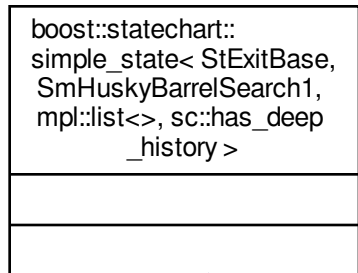 boost::statechart::
simple_state< StExitBase,
SmHuskyBarrelSearch1,
mpl::list<>, sc::has_deep
_history >